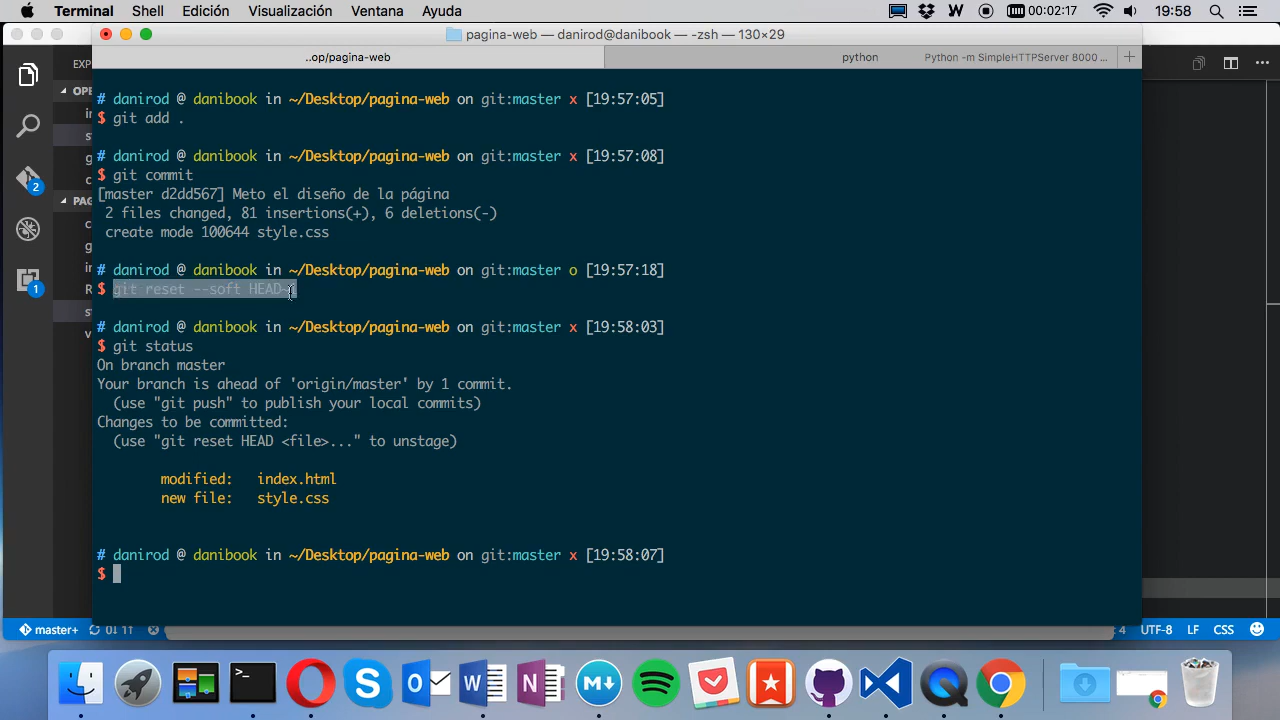 Terminal Shell Edición Visualización Ventana Ayuda W 00:02:17 19:58
pagina-web — danirod@danibook — -zsh — 130×29
..op/pagina-web python Python -m SimpleHTTPServer 8000 ... +
EXP
OPE
PAG
2
1
# danirod @ danibook in ~/Desktop/pagina-web on git:master x [19:57:05]
$ git add .
# danirod @ danibook in ~/Desktop/pagina-web on git:master x [19:57:08]
$ git commit
[master d2dd567] Meto el diseño de la página
2 files changed, 81 insertions(+), 6 deletions(-)
create mode 100644 style.css
# danirod @ danibook in ~/Desktop/pagina-web on git:master o [19:57:18]
$ git reset --soft HEAD~1
# danirod @ danibook in ~/Desktop/pagina-web on git:master x [19:58:03]
$ git status
On branch master
Your branch is ahead of 'origin/master' by 1 commit.
(use "git push" to publish your local commits)
Changes to be committed:
(use "git reset HEAD <file>..." to unstage)
modified: index.html
new file: style.css
# danirod @ danibook in ~/Desktop/pagina-web on git:master x [19:58:07]
$
master+ 0↓ 1↑ : 4 UTF-8 LF CSS
>_ S O W N M↓